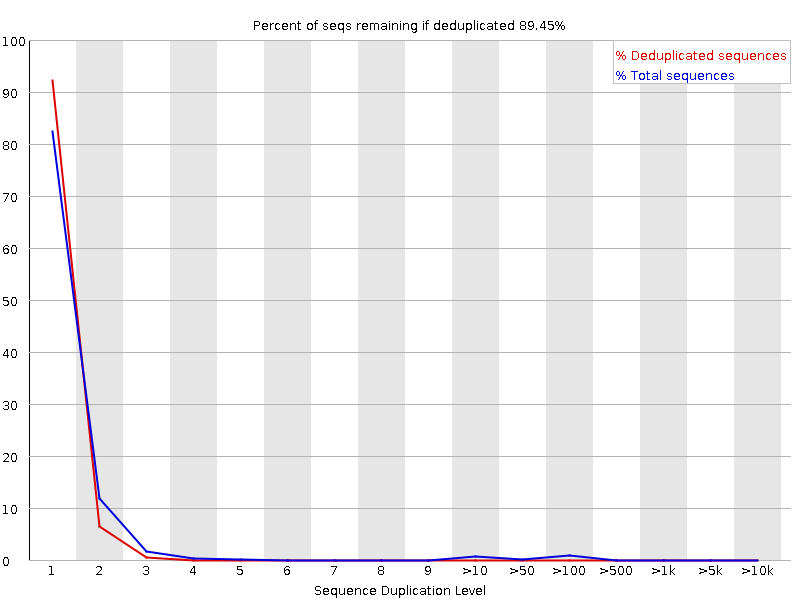 Percent of seqs remaining if deduplicated 89.45%
% Deduplicated sequences
% Total sequences
100
90
80
70
60
50
40
30
20
10
0
1 2 3 4 5 6 7 8 9 >10 >50 >100 >500 >1k >5k >10k
Sequence Duplication Level